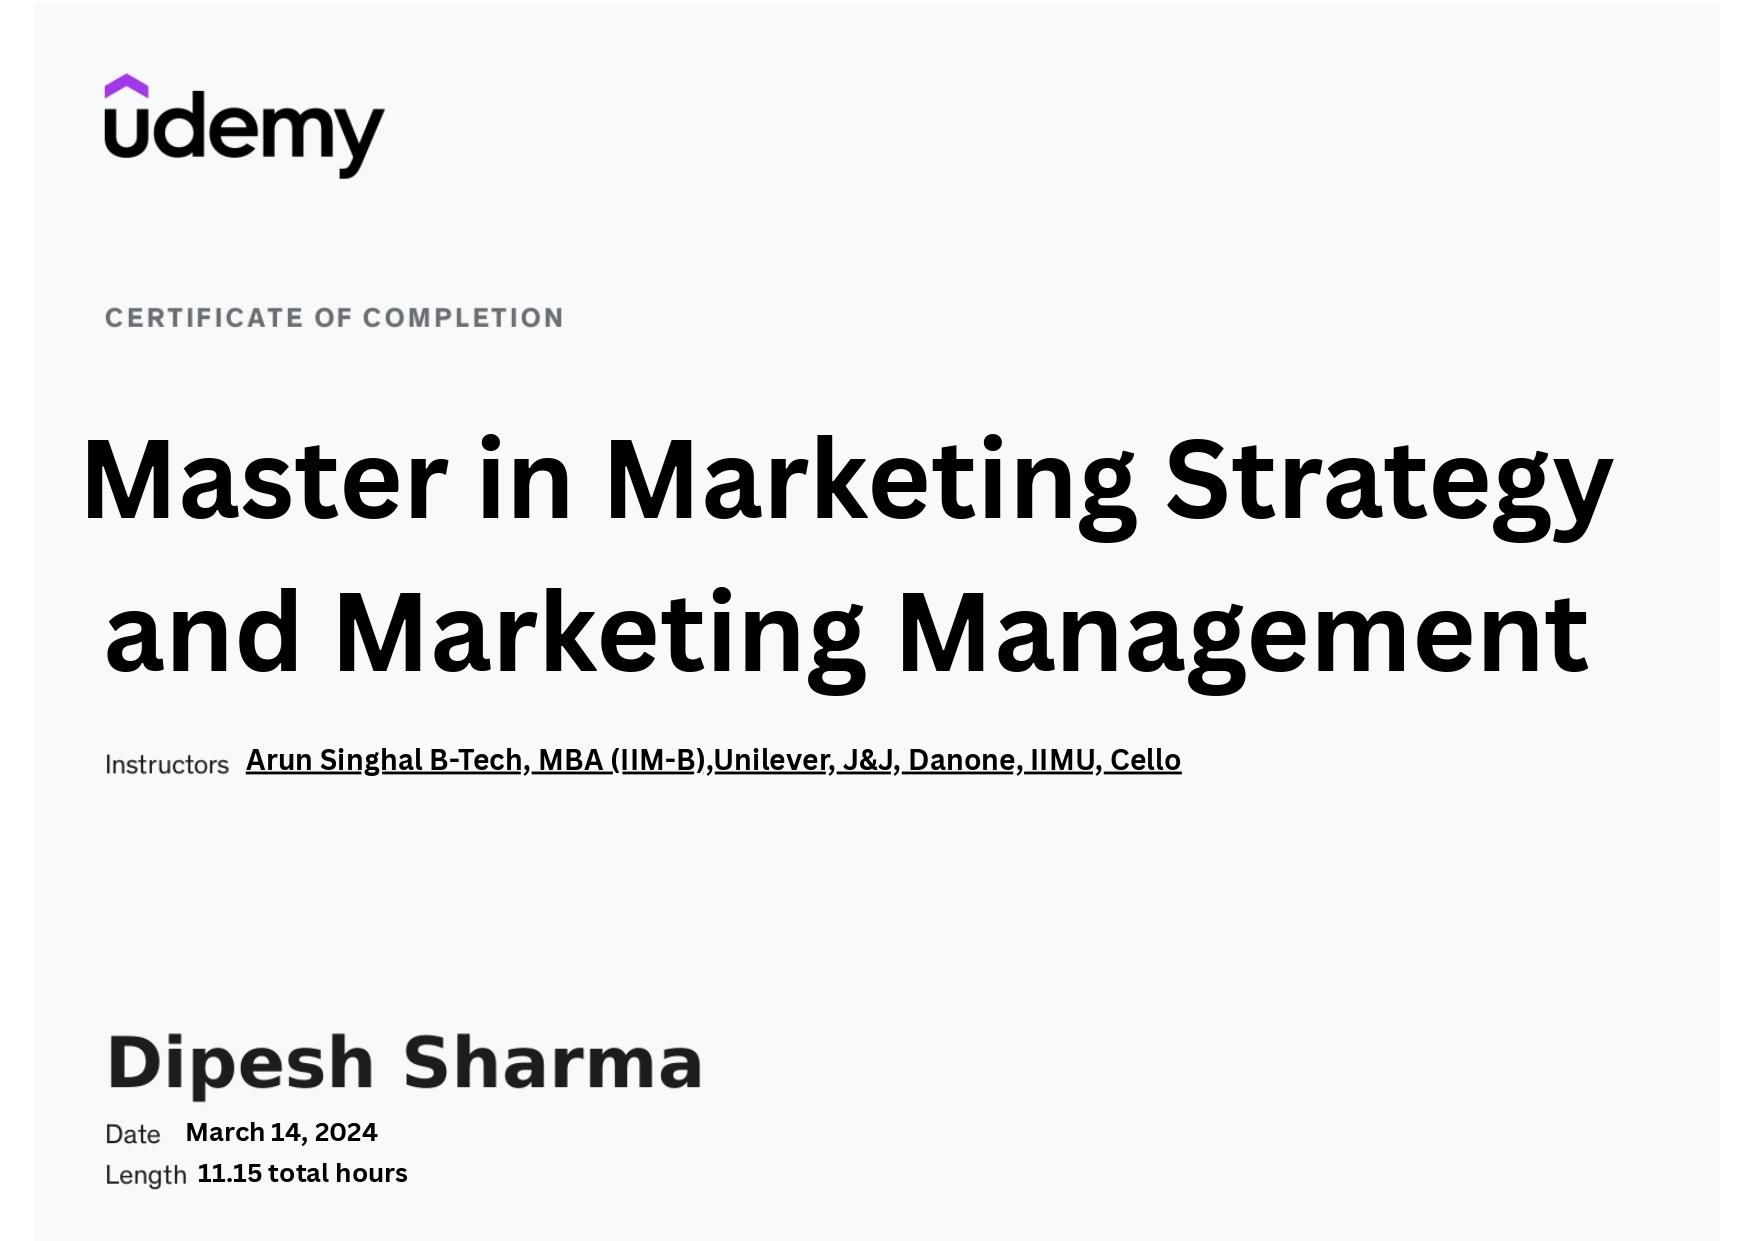 udemy
CERTIFICATE OF COMPLETION
Master in Marketing Strategy
and Marketing Management
Instructors Arun Singhal B-Tech, MBA (IIM-B),Unilever, J&J, Danone, IIMU, Cello
Dipesh Sharma
Date March 14, 2024
Length 11.15 total hours